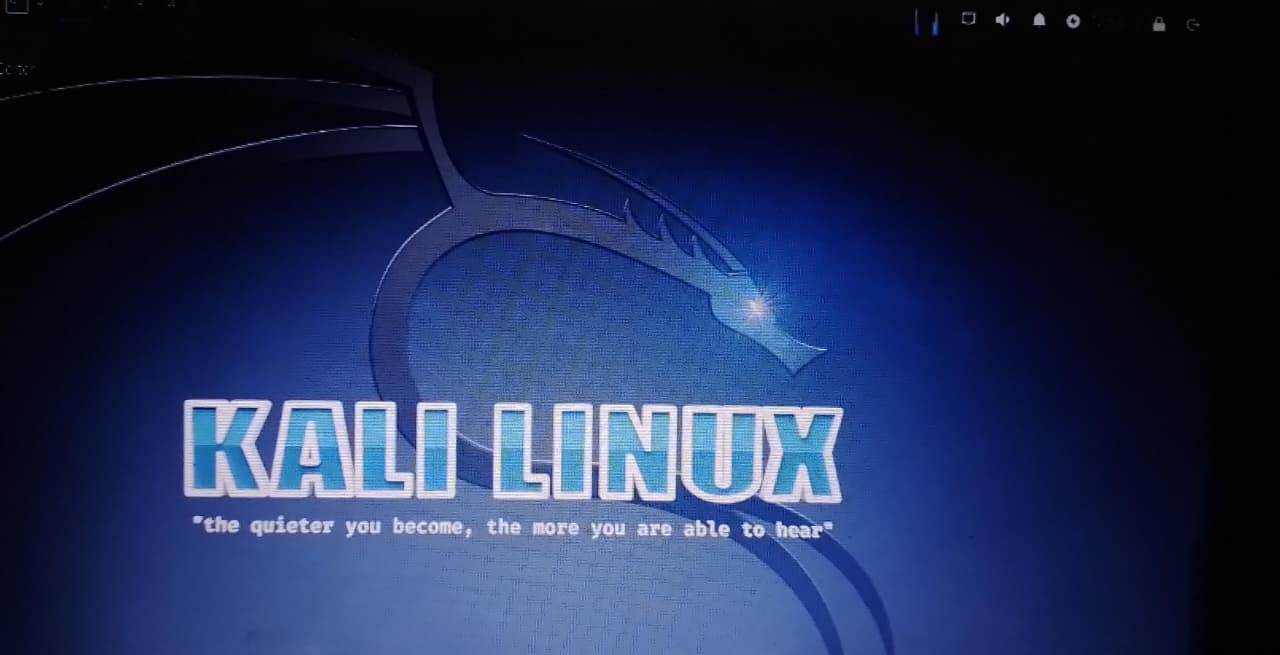 KALI LINUX
"the quieter you become, the more you are able to hear"